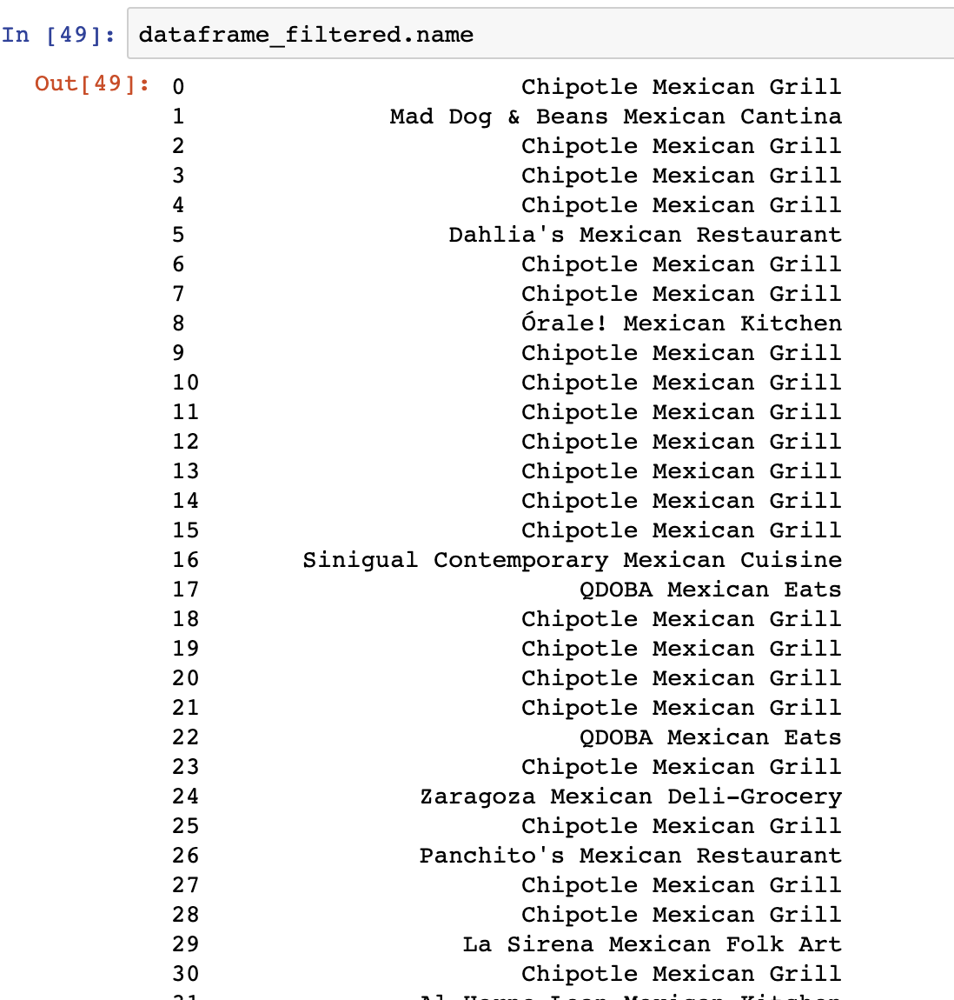 In [49]: dataframe_filtered.name
Out[49]: 0 Chipotle Mexican Grill
1 Mad Dog & Beans Mexican Cantina
2 Chipotle Mexican Grill
3 Chipotle Mexican Grill
4 Chipotle Mexican Grill
5 Dahlia's Mexican Restaurant
6 Chipotle Mexican Grill
7 Chipotle Mexican Grill
8 Órale! Mexican Kitchen
9 Chipotle Mexican Grill
10 Chipotle Mexican Grill
11 Chipotle Mexican Grill
12 Chipotle Mexican Grill
13 Chipotle Mexican Grill
14 Chipotle Mexican Grill
15 Chipotle Mexican Grill
16 Sinigual Contemporary Mexican Cuisine
17 QDOBA Mexican Eats
18 Chipotle Mexican Grill
19 Chipotle Mexican Grill
20 Chipotle Mexican Grill
21 Chipotle Mexican Grill
22 QDOBA Mexican Eats
23 Chipotle Mexican Grill
24 Zaragoza Mexican Deli-Grocery
25 Chipotle Mexican Grill
26 Panchito's Mexican Restaurant
27 Chipotle Mexican Grill
28 Chipotle Mexican Grill
29 La Sirena Mexican Folk Art
30 Chipotle Mexican Grill
31 Mexican Kitchen